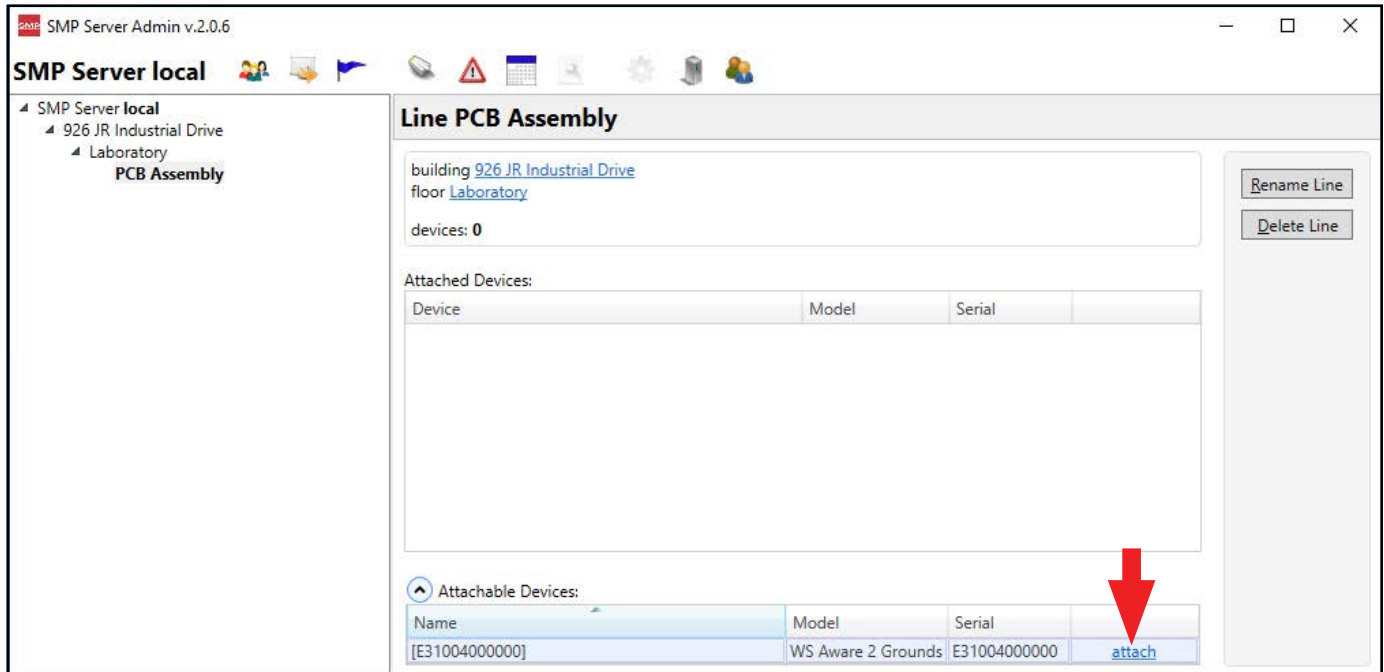 SMP SMP Server Admin v.2.0.6
SMP Server local
SMP Server local
926 JR Industrial Drive
Laboratory
PCB Assembly
Line PCB Assembly
building 926 JR Industrial Drive
floor Laboratory
devices: 0
Rename Line
Delete Line
Attached Devices:
Device Model Serial
Attachable Devices:
Name Model Serial
[E31004000000] WS Aware 2 Grounds E31004000000 attach